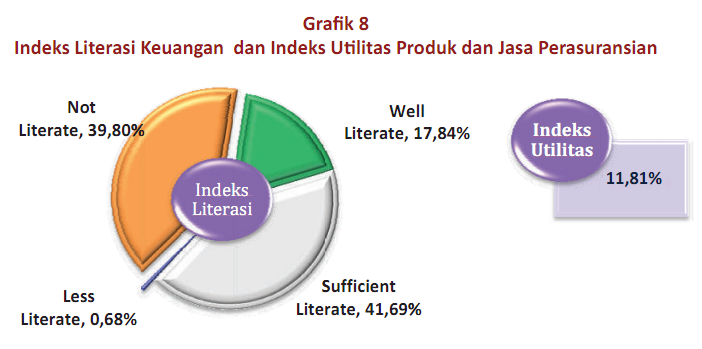 Grafik 8
Indeks Literasi Keuangan dan Indeks Utilitas Produk dan Jasa Perasuransian
Not
Literate, 39,80%
Well
Literate, 17,84%
Indeks
Literasi
Less
Literate, 0,68%
Sufficient
Literate, 41,69%
Indeks
Utilitas
11,81%